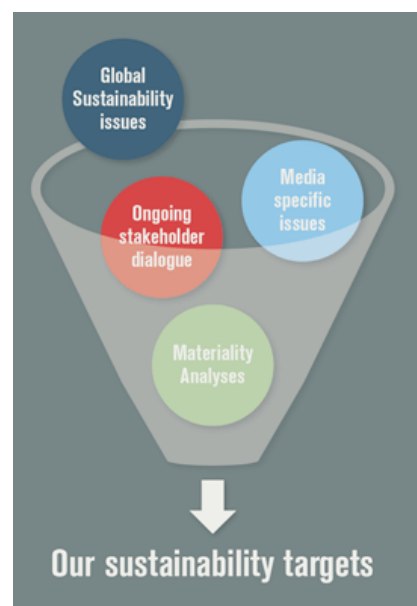 Global
Sustainability
issues
Media
specific
issues
Ongoing
stakeholder
dialogue
Materiality
Analyses
Our sustainability targets